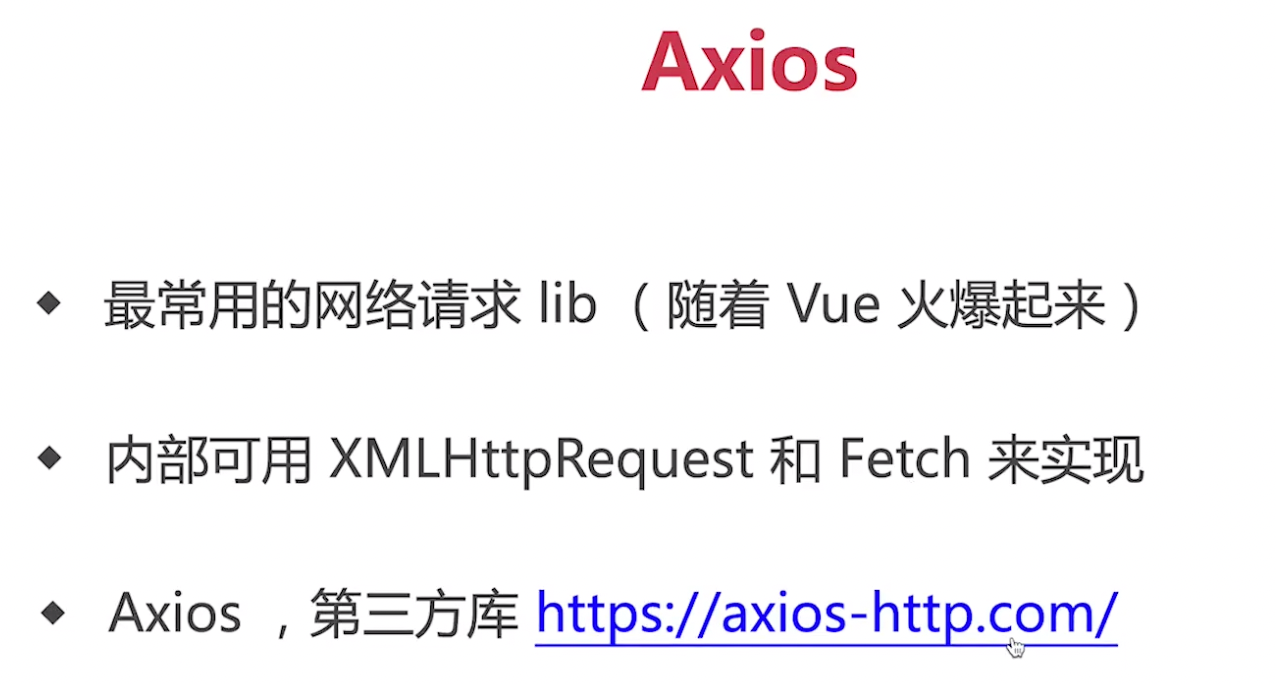 Axios
最常用的网络请求 lib （ 随着 Vue 火爆起来 ）
内部可用 XMLHttpRequest 和 Fetch 来实现
Axios ，第三方库 https://axios-http.com/